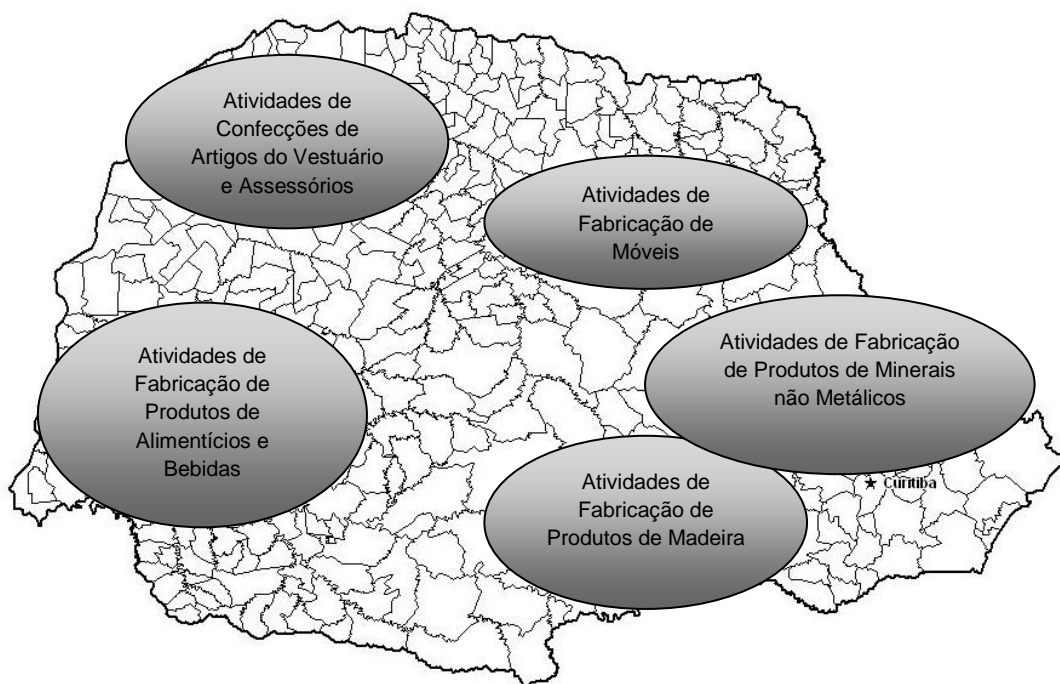 Atividades de
Confecções de
Artigos do Vestuário
e Assessórios
Atividades de
Fabricação de
Móveis
Atividades de Fabricação
de Produtos de Minerais
não Metálicos
Atividades de
Fabricação de
Produtos de
Alimentícios e
Bebidas
Curitiba
Atividades de
Fabricação de
Produtos de Madeira